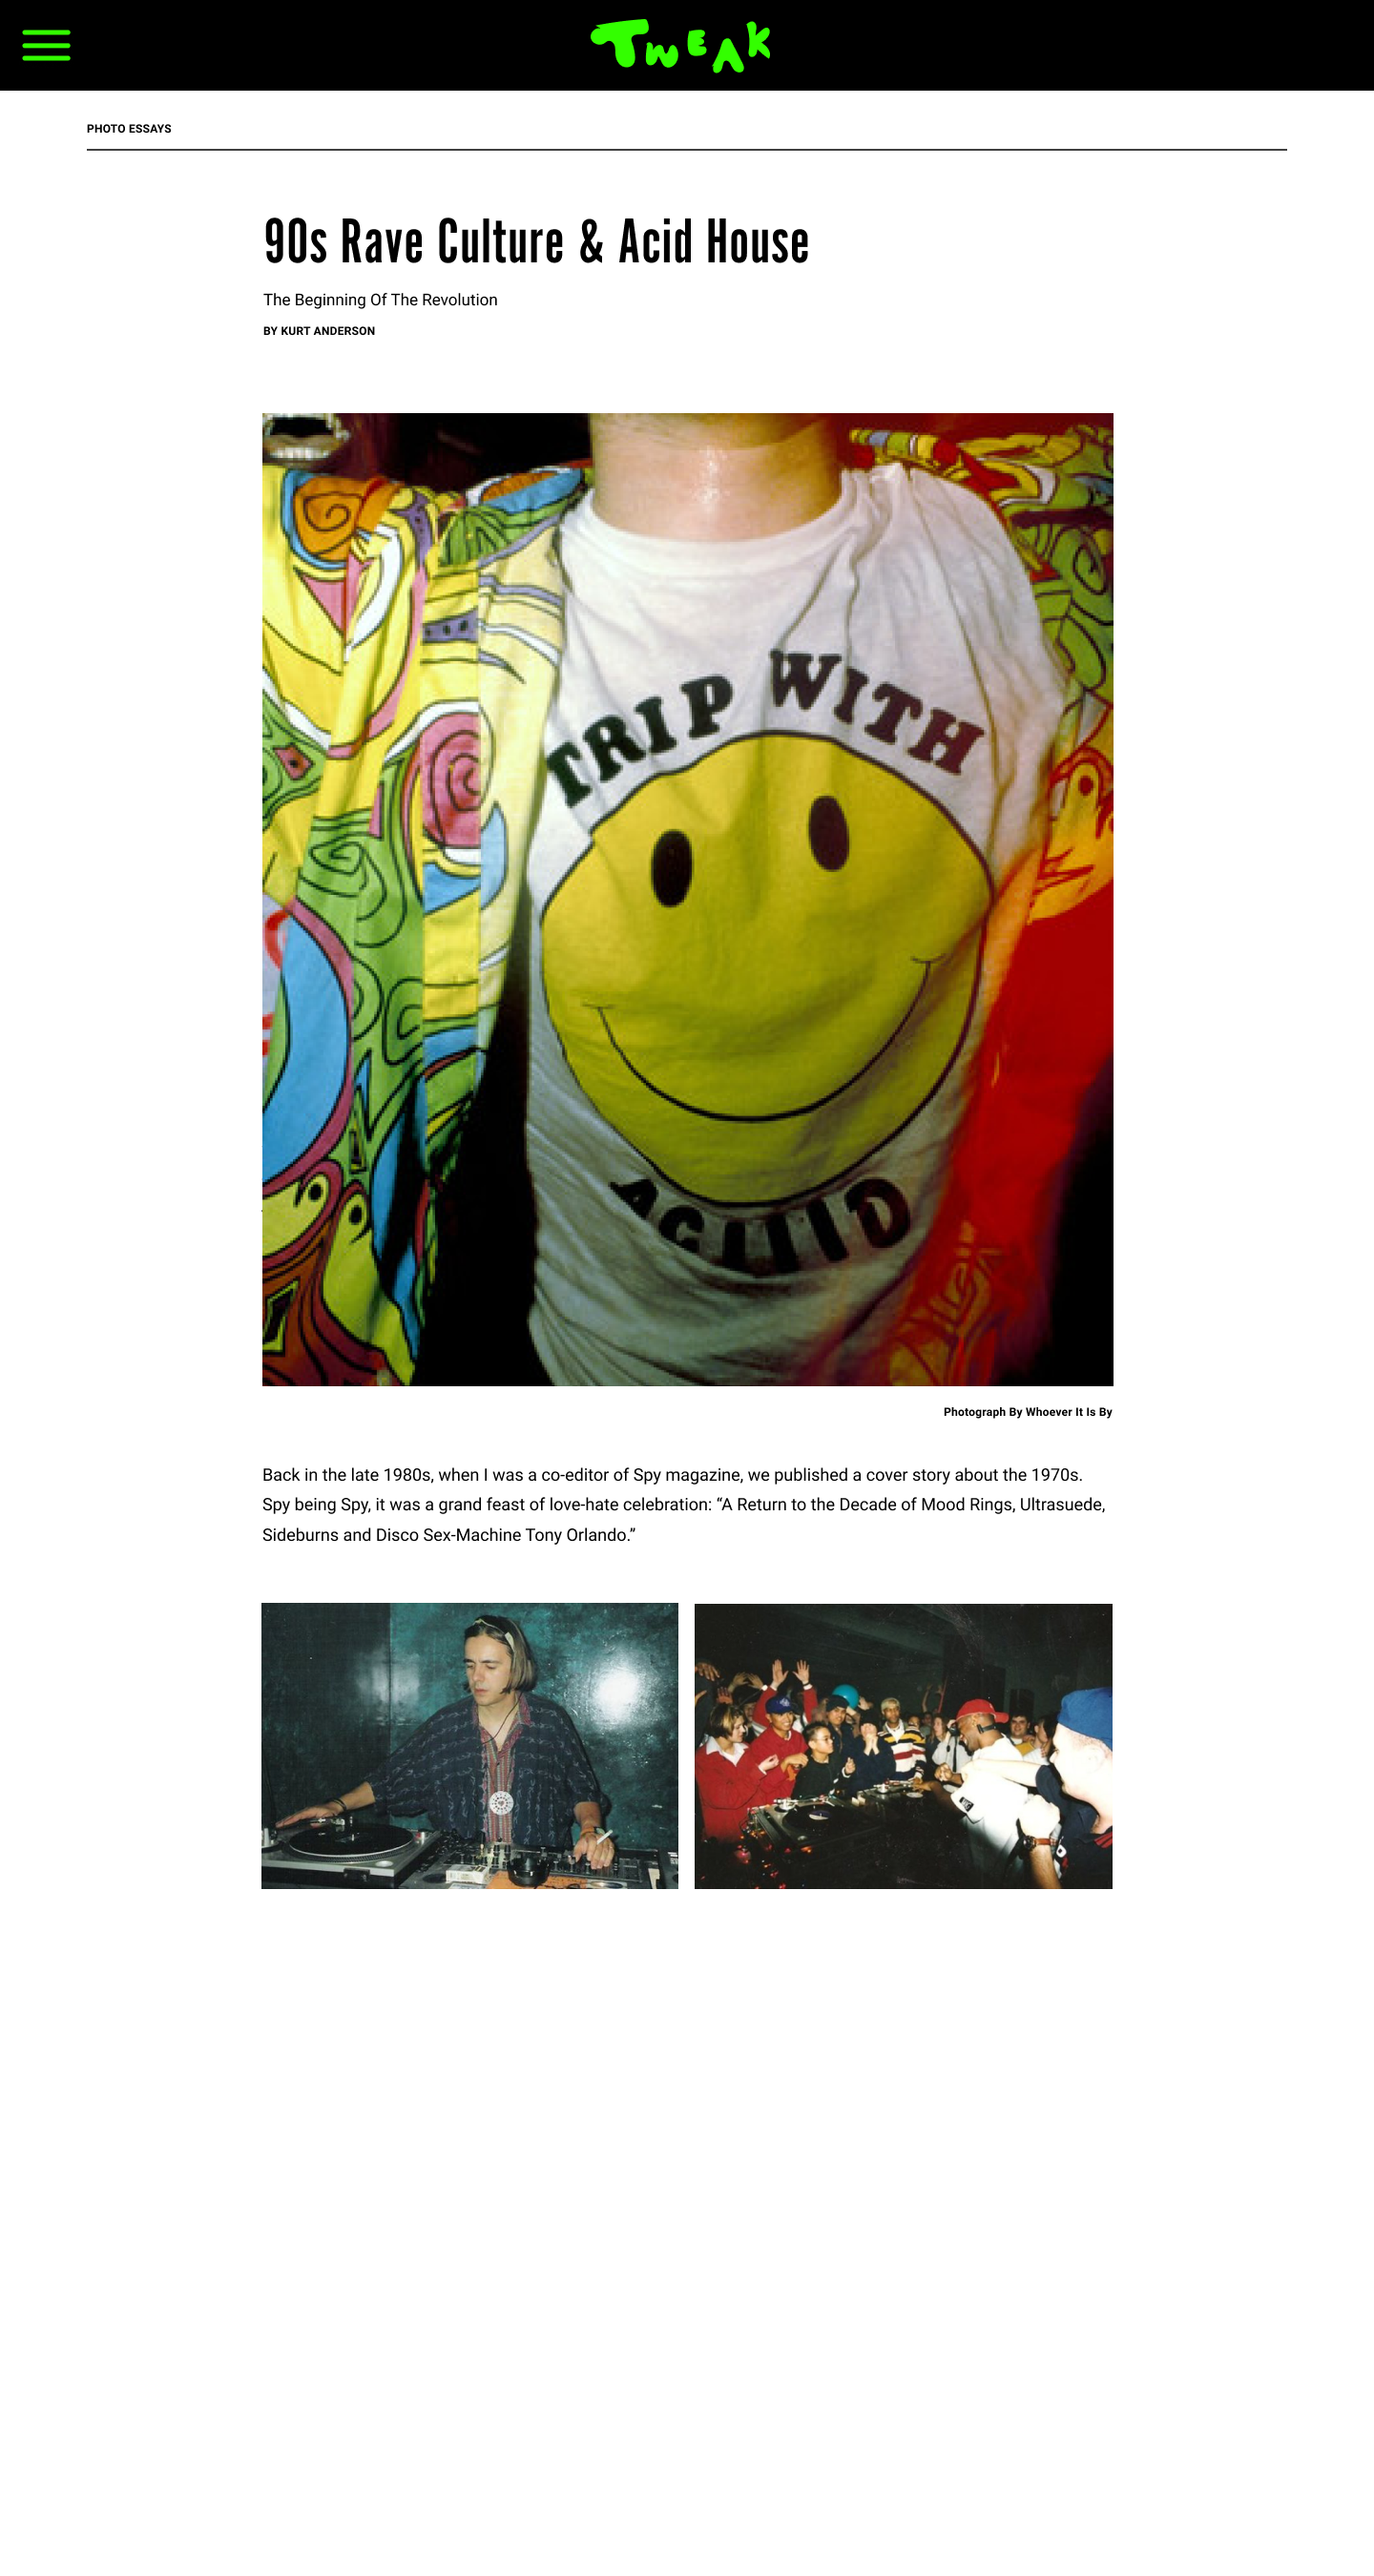 TWEAK
PHOTO ESSAYS
90s Rave Culture & Acid House
The Beginning Of The Revolution
BY KURT ANDERSON
TRIP WITH
ACIIID
Photograph By Whoever It Is By
Back in the late 1980s, when I was a co-editor of Spy magazine, we published a cover story about the 1970s.
Spy being Spy, it was a grand feast of love-hate celebration: “A Return to the Decade of Mood Rings, Ultrasuede,
Sideburns and Disco Sex-Machine Tony Orlando.”